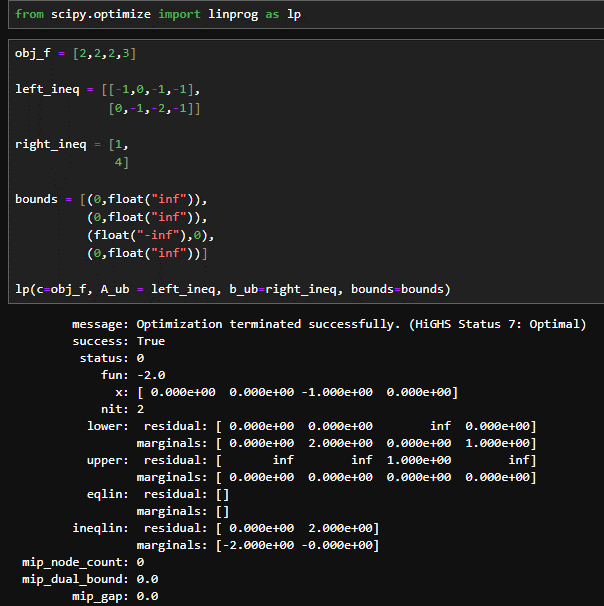 from scipy.optimize import linprog as lp
obj_f = [2,2,2,3]
left_ineq = [[-1,0,-1,-1],
[0,-1,-2,-1]]
right_ineq = [1,
4]
bounds = [(0,float("inf")),
(0,float("inf")),
(float("-inf"),0),
(0,float("inf"))]
lp(c=obj_f, A_ub = left_ineq, b_ub=right_ineq, bounds=bounds)
message: Optimization terminated successfully. (HiGHS Status 7: Optimal)
success: True
status: 0
fun: -2.0
x: [ 0.000e+00  0.000e+00 -1.000e+00  0.000e+00]
nit: 2
lower:  residual: [ 0.000e+00  0.000e+00        inf  0.000e+00]
marginals: [ 0.000e+00  2.000e+00  0.000e+00  1.000e+00]
upper:  residual: [       inf        inf  1.000e+00        inf]
marginals: [ 0.000e+00  0.000e+00  0.000e+00  0.000e+00]
eqlin:  residual: []
marginals: []
ineqlin:  residual: [ 0.000e+00  2.000e+00]
marginals: [-2.000e+00 -0.000e+00]
mip_node_count: 0
mip_dual_bound: 0.0
mip_gap: 0.0